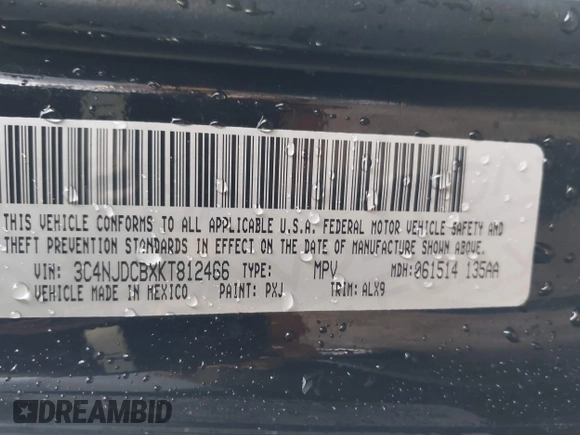 THIS VEHICLE CONFORMS TO ALL APPLICABLE U.S.A. FEDERAL MOTOR VEHICLE SAFETY AND
THEFT PREVENTION STANDARDS IN EFFECT ON THE DATE OF MANUFACTURE SHOWN ABOVE.
VIN: 3C4NJDCBXKT812466 TYPE: MPV MDH:061514 135AA
VEHICLE MADE IN MEXICO PAINT: PXJ TRIM: ALX9
DREAMBID